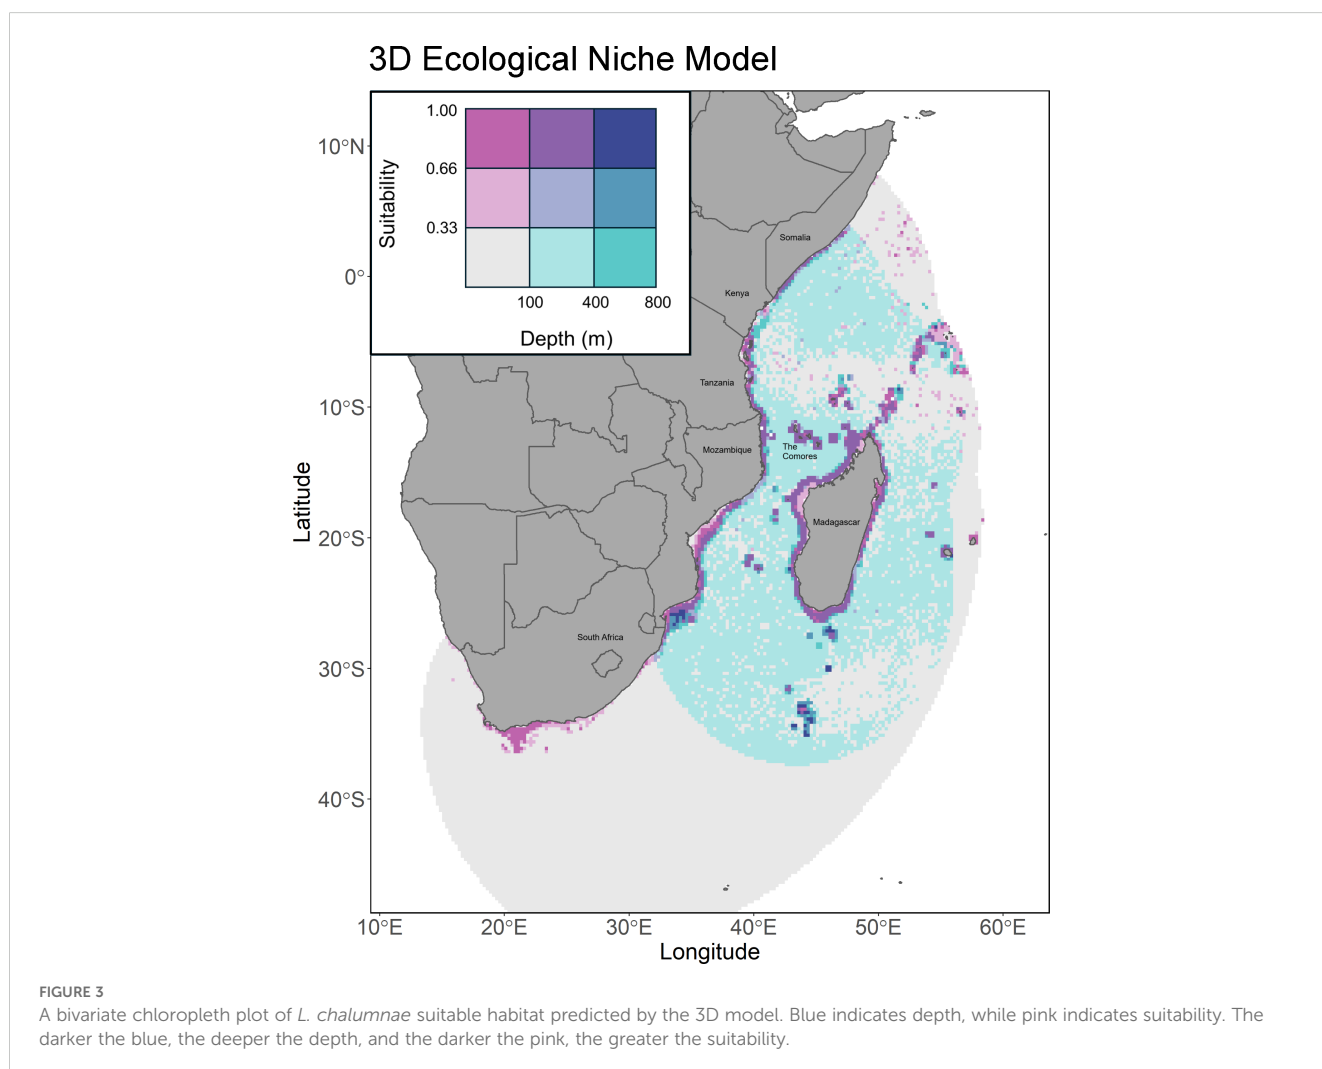 3D Ecological Niche Model
1.00
0.66
0.33
Suitability
100 400 800
Depth (m)
10°N
0°
10°S
20°S
30°S
40°S
Latitude
Somalia
Kenya
Tanzania
Mozambique
The
Comores
Madagascar
South Africa
10°E 20°E 30°E 40°E 50°E 60°E
Longitude
FIGURE 3
A bivariate chloropleth plot of L. chalumnae suitable habitat predicted by the 3D model. Blue indicates depth, while pink indicates suitability. The
darker the blue, the deeper the depth, and the darker the pink, the greater the suitability.